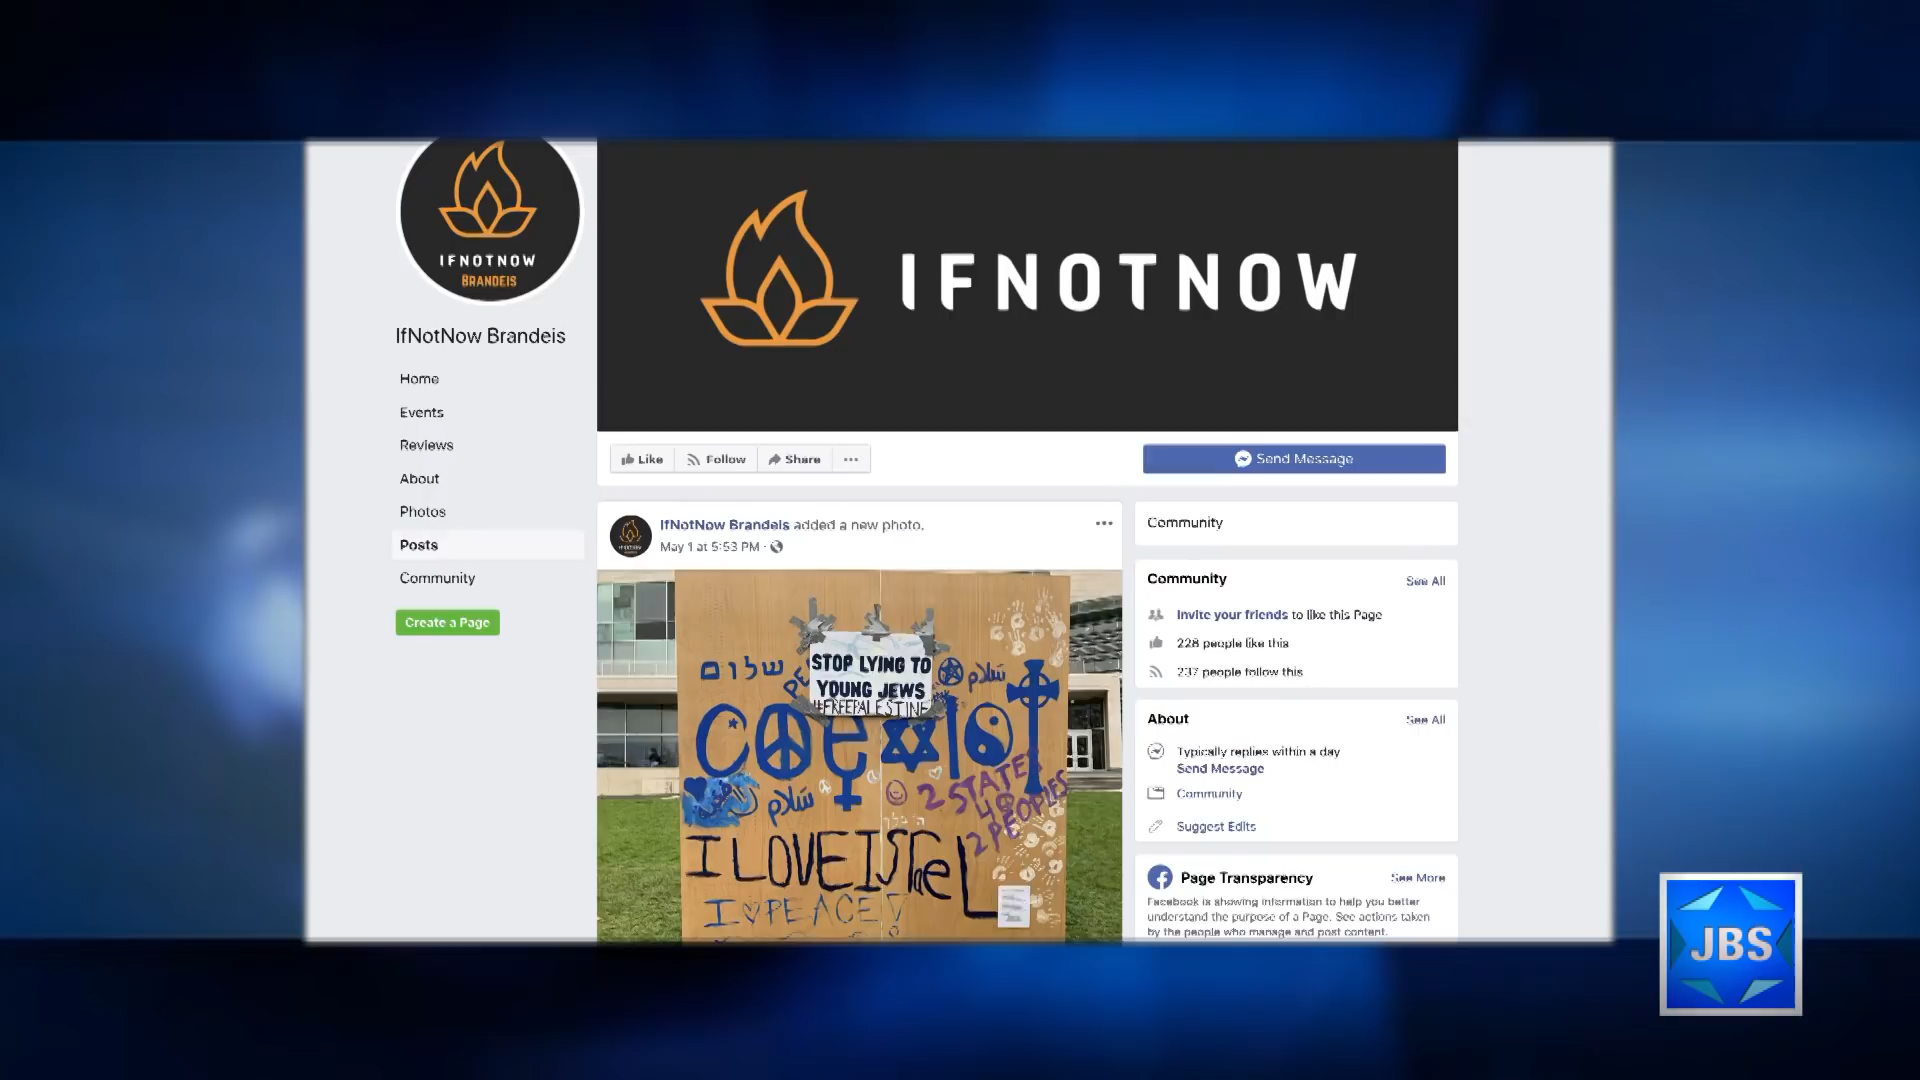 IFNOTNOW
BRANDEIS
IfNotNow Brandeis
Home
Events
Reviews
About
Photos
Posts
Community
Create a Page
IFNOTNOW
Like
Follow
Share
Send Message
IfNotNow Brandeis added a new photo.
May 1 at 5:53 PM ·
שלום
PE
STOP LYING TO
YOUNG JEWS
#FREEPALESTINE
سلام
COEXIST
سلام
2 STATES
4
2 PEOPLES
I LOVE ISRaeL
I ♡ PEACE
Community
Community
See All
Invite your friends to like this Page
228 people like this
237 people follow this
About
See All
Typically replies within a day
Send Message
Community
Suggest Edits
Page Transparency
See More
Facebook is showing information to help you better
understand the purpose of a Page. See actions taken
by the people who manage and post content.
JBS